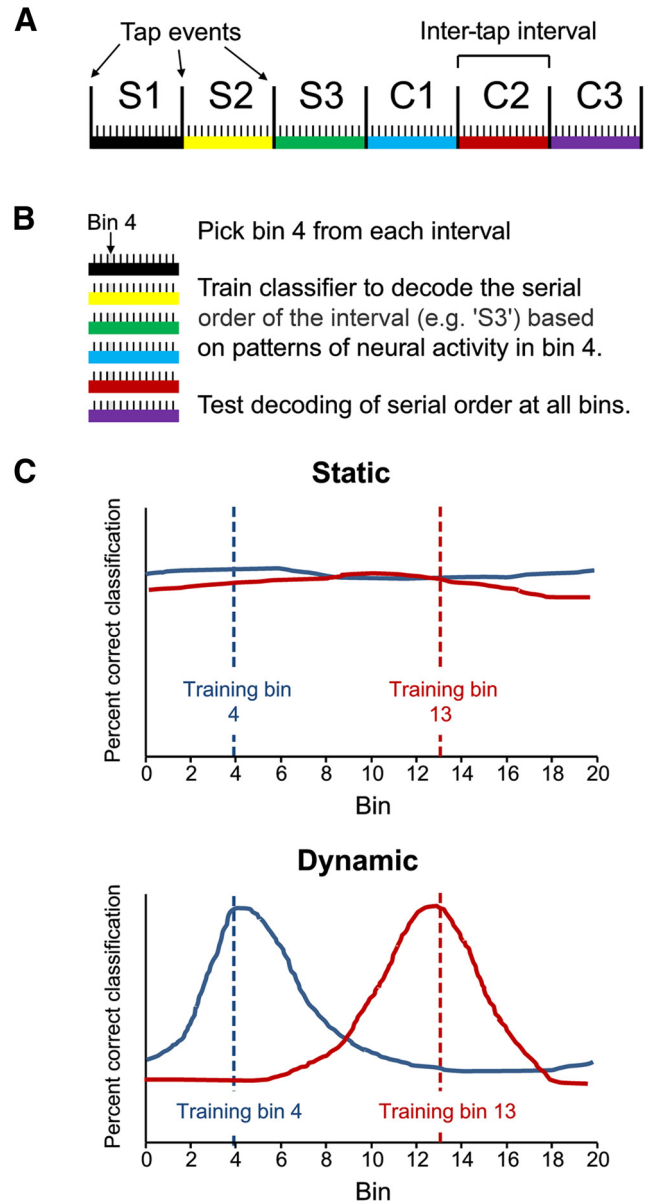 A
Tap events
Inter-tap interval
S1 S2 S3 C1 C2 C3
B
Bin 4
Pick bin 4 from each interval
Train classifier to decode the serial
order of the interval (e.g. 'S3') based
on patterns of neural activity in bin 4.
Test decoding of serial order at all bins.
C
Static
Percent correct classification
Training bin
4
Training bin
13
0 2 4 6 8 10 12 14 16 18 20
Bin
Dynamic
Percent correct classification
Training bin 4
Training bin 13
0 2 4 6 8 10 12 14 16 18 20
Bin